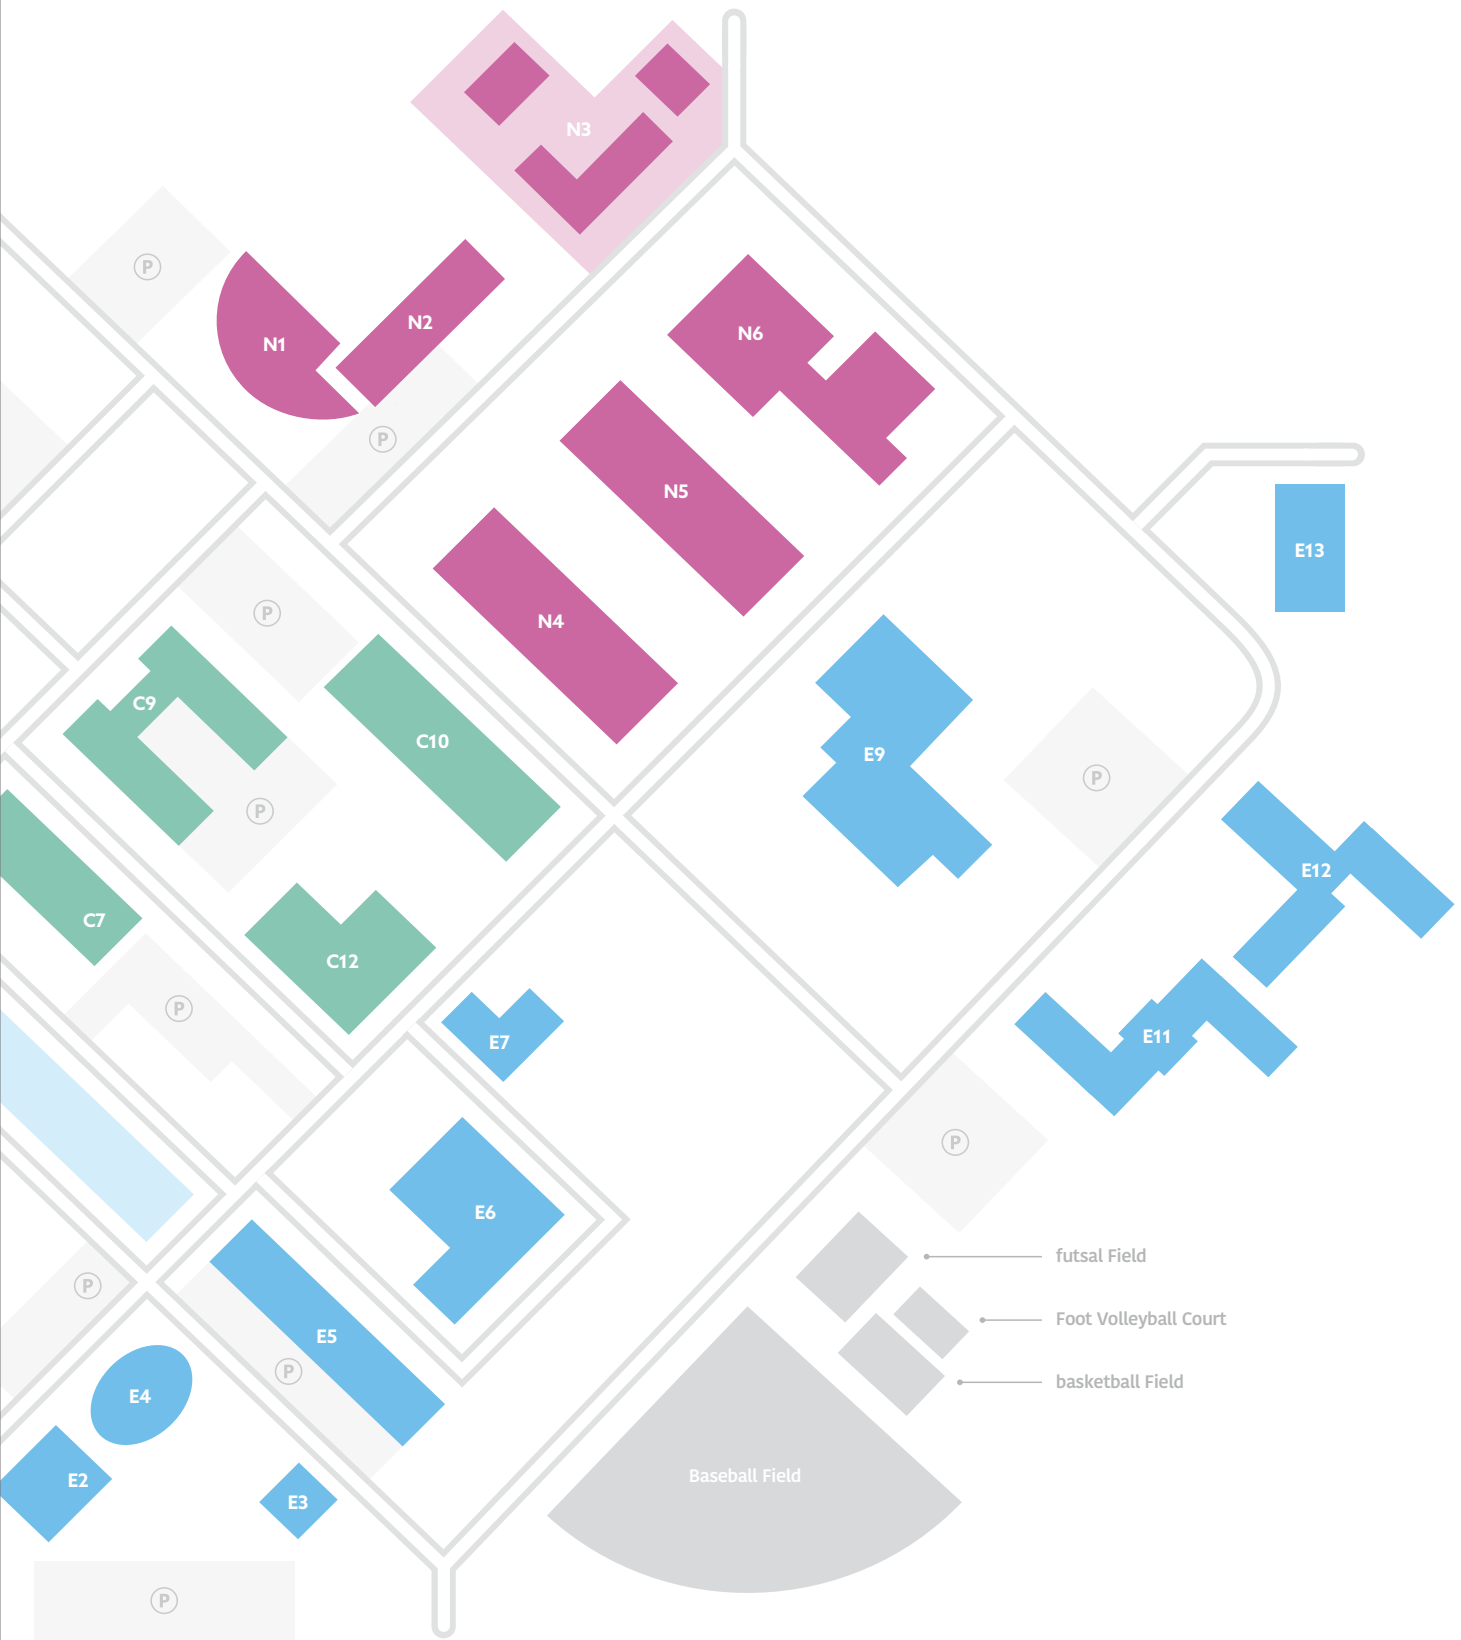 N3
P
N1
N2
N6
P
N5
E13
N4
P
C9
C10
E9
P
P
E12
C7
C12
P
E11
E7
P
E6
futsal Field
P
Foot Volleyball Court
E5
P
basketball Field
E4
Baseball Field
E2
E3
P